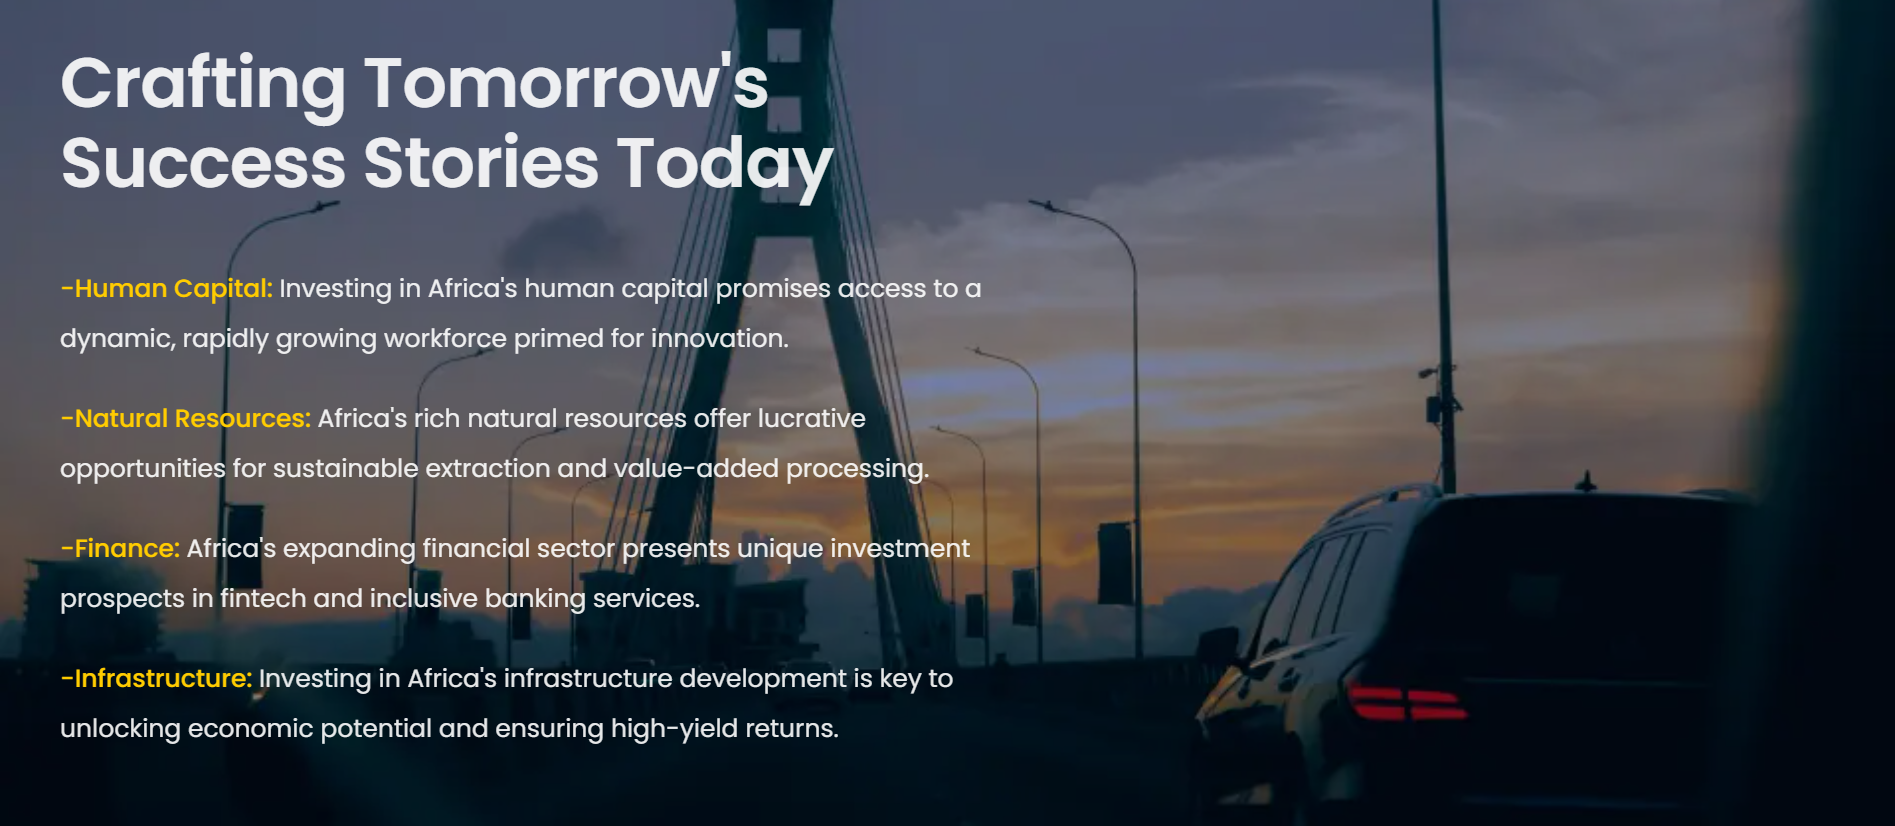 Crafting Tomorrow's
Success Stories Today
-Human Capital: Investing in Africa's human capital promises access to a
dynamic, rapidly growing workforce primed for innovation.
-Natural Resources: Africa's rich natural resources offer lucrative
opportunities for sustainable extraction and value-added processing.
-Finance: Africa's expanding financial sector presents unique investment
prospects in fintech and inclusive banking services.
-Infrastructure: Investing in Africa's infrastructure development is key to
unlocking economic potential and ensuring high-yield returns.